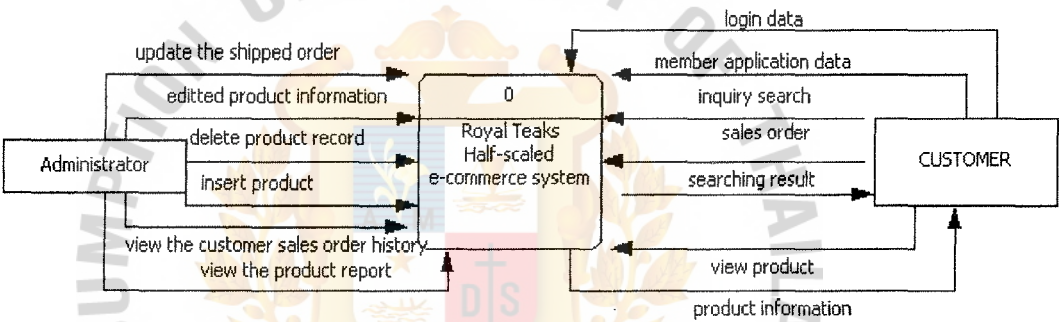 login data
update the shipped order
member application data
editted product information
0
inquiry search
delete product record
Royal Teaks
Half-scaled
e-commerce system
sales order
Administrator
CUSTOMER
insert product
searching result
view the customer sales order history
view the product report
view product
product information
D S